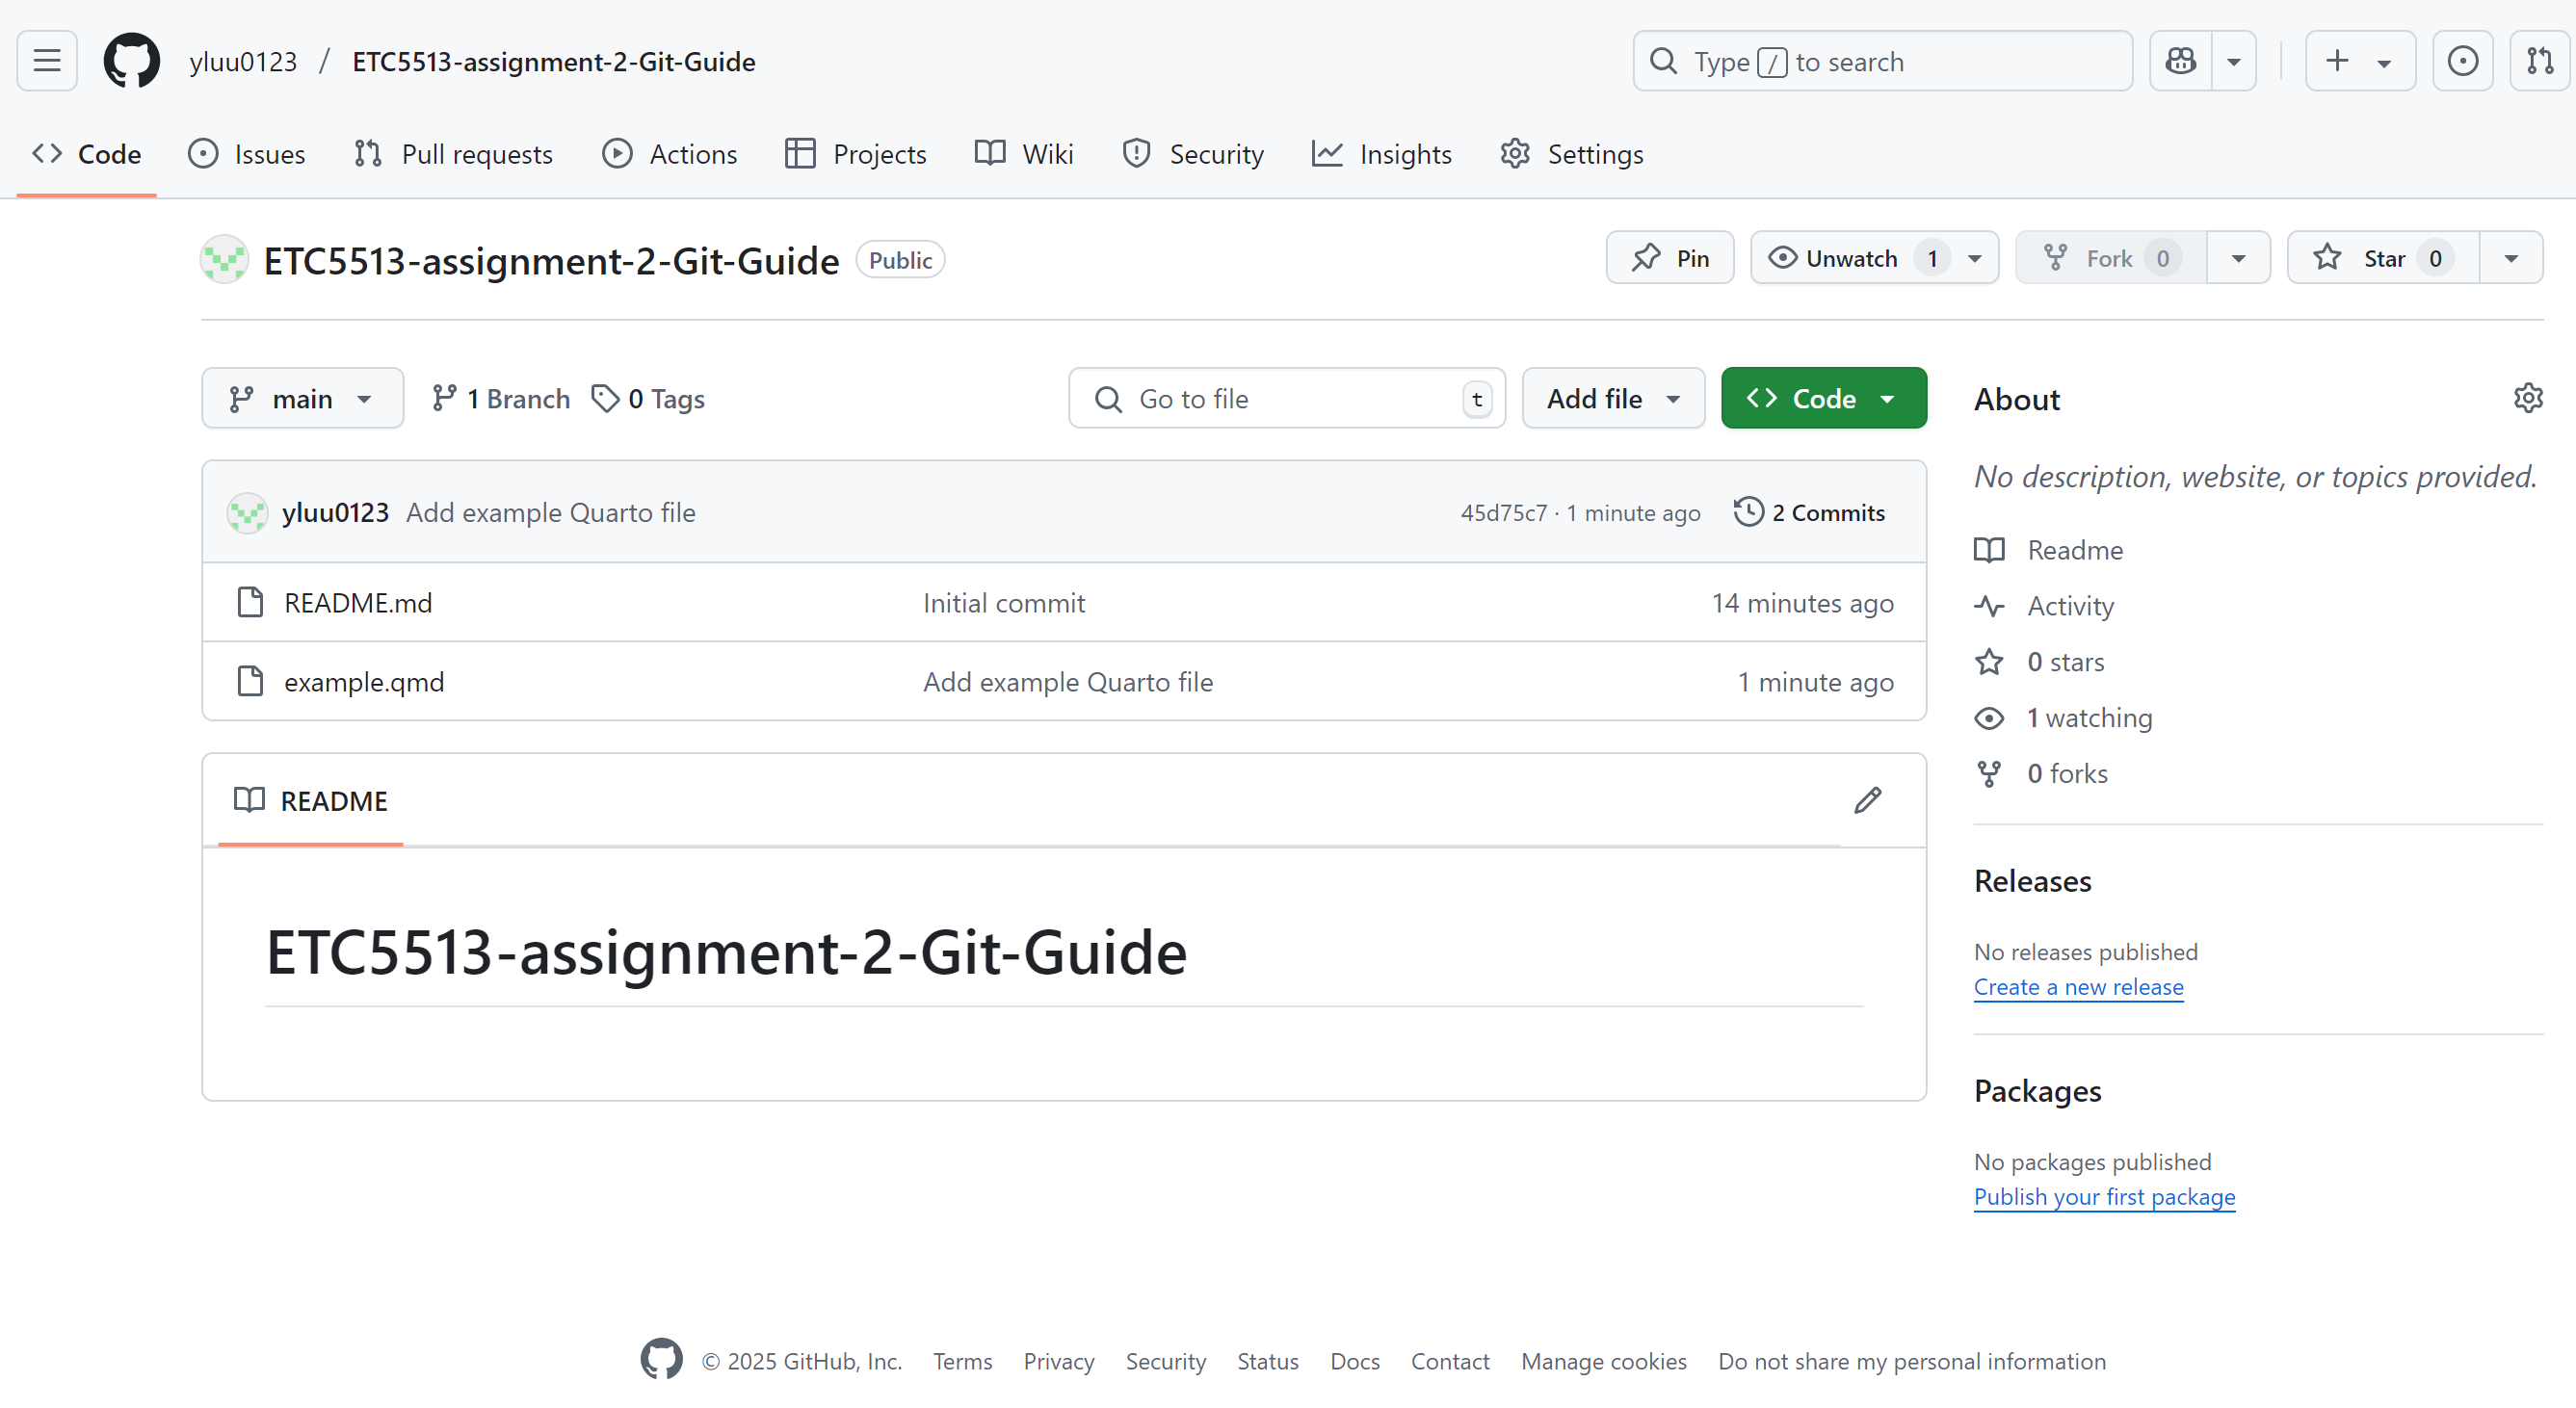 yluu0123 / ETC5513-assignment-2-Git-Guide
Type / to search
Code Issues Pull requests Actions Projects Wiki Security Insights Settings
ETC5513-assignment-2-Git-Guide Public
Pin Unwatch 1 Fork 0 Star 0
main 1 Branch 0 Tags Go to file t Add file Code
yluu0123 Add example Quarto file 45d75c7 · 1 minute ago 2 Commits
README.md Initial commit 14 minutes ago
example.qmd Add example Quarto file 1 minute ago
README
ETC5513-assignment-2-Git-Guide
About
No description, website, or topics provided.
Readme
Activity
0 stars
1 watching
0 forks
Releases
No releases published
Create a new release
Packages
No packages published
Publish your first package
© 2025 GitHub, Inc. Terms Privacy Security Status Docs Contact Manage cookies Do not share my personal information